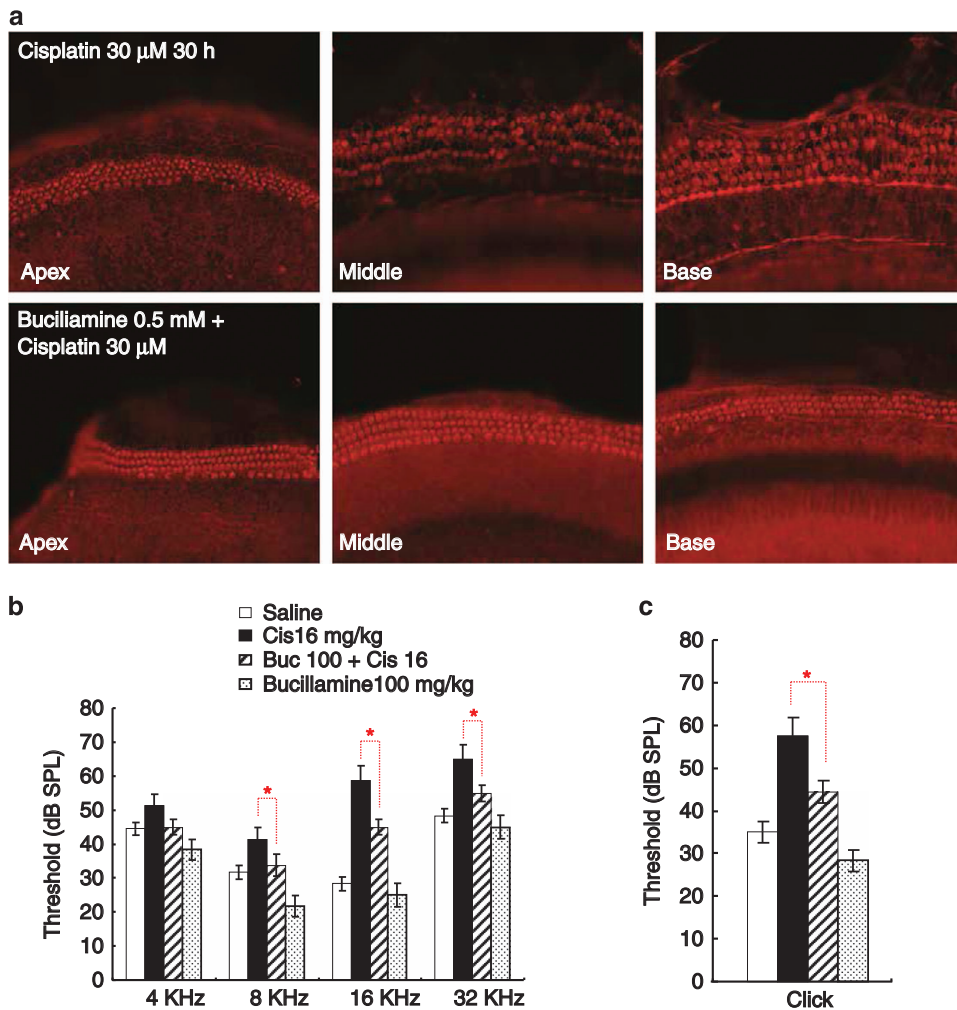 a
Cisplatin 30 μM 30 h
Apex
Middle
Base
Buciliamine 0.5 mM +
Cisplatin 30 μM
Apex
Middle
Base
b
Saline
Cis16 mg/kg
Buc 100 + Cis 16
Bucillamine100 mg/kg
Threshold (dB SPL)
80
70
60
50
40
30
20
10
0
*
*
*
4 KHz
8 KHz
16 KHz
32 KHz
c
Threshold (dB SPL)
80
70
60
50
40
30
20
10
0
*
Click